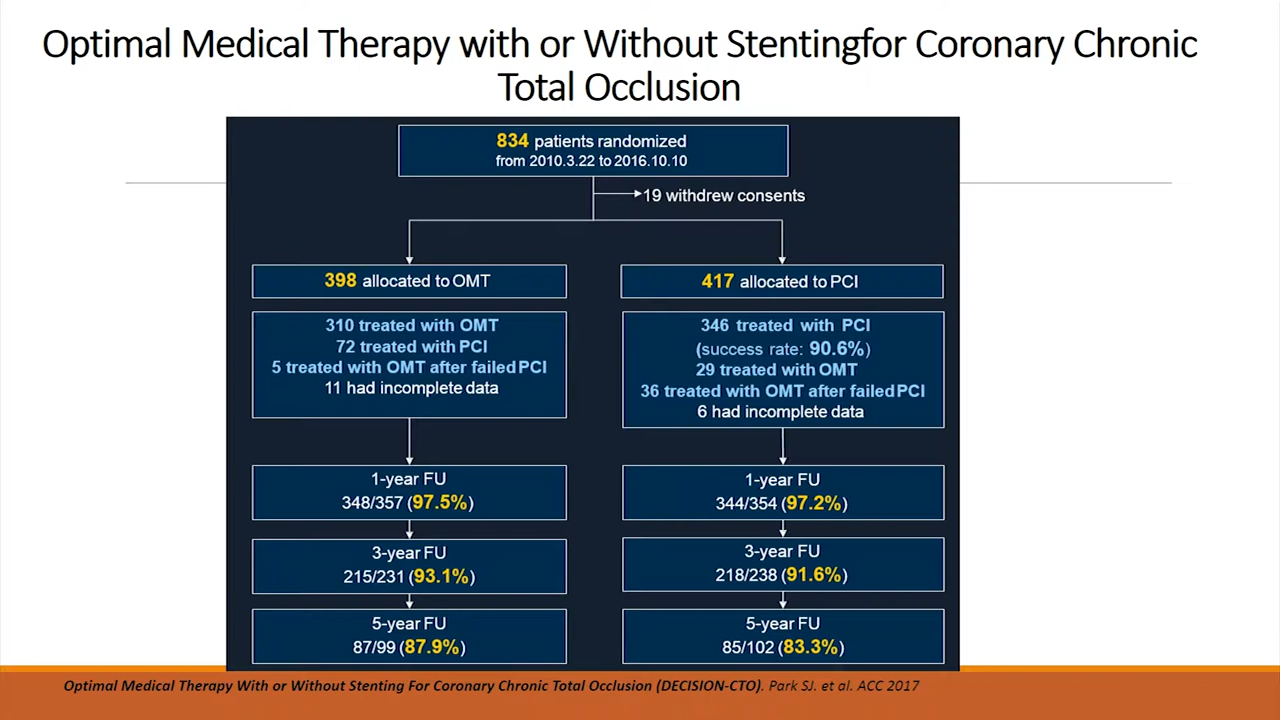 Optimal Medical Therapy with or Without Stentingfor Coronary Chronic
Total Occlusion
834 patients randomized
from 2010.3.22 to 2016.10.10
19 withdrew consents
398 allocated to OMT
417 allocated to PCI
310 treated with OMT
72 treated with PCI
5 treated with OMT after failed PCI
11 had incomplete data
346 treated with PCI
(success rate: 90.6%)
29 treated with OMT
36 treated with OMT after failed PCI
6 had incomplete data
1-year FU
348/357 (97.5%)
1-year FU
344/354 (97.2%)
3-year FU
215/231 (93.1%)
3-year FU
218/238 (91.6%)
5-year FU
87/99 (87.9%)
5-year FU
85/102 (83.3%)
Optimal Medical Therapy With or Without Stenting For Coronary Chronic Total Occlusion (DECISION-CTO). Park SJ. et al. ACC 2017